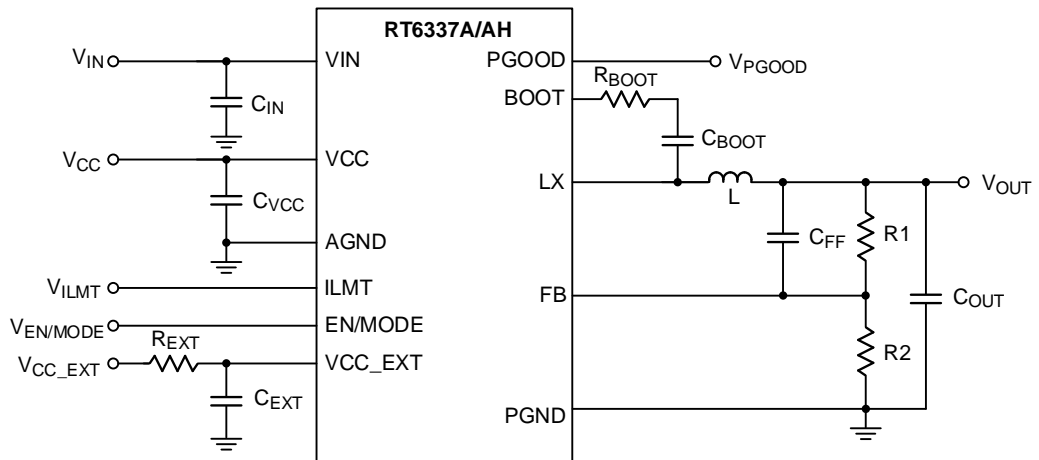 RT6337A/AH
VIN
VIN
PGOOD
VPGOOD
RBOOT
BOOT
CIN
CBOOT
VCC
VCC
LX
L
VOUT
CVCC
CFF
R1
AGND
VILMT
ILMT
FB
COUT
VEN/MODE
EN/MODE
REXT
VCC_EXT
VCC_EXT
R2
CEXT
PGND